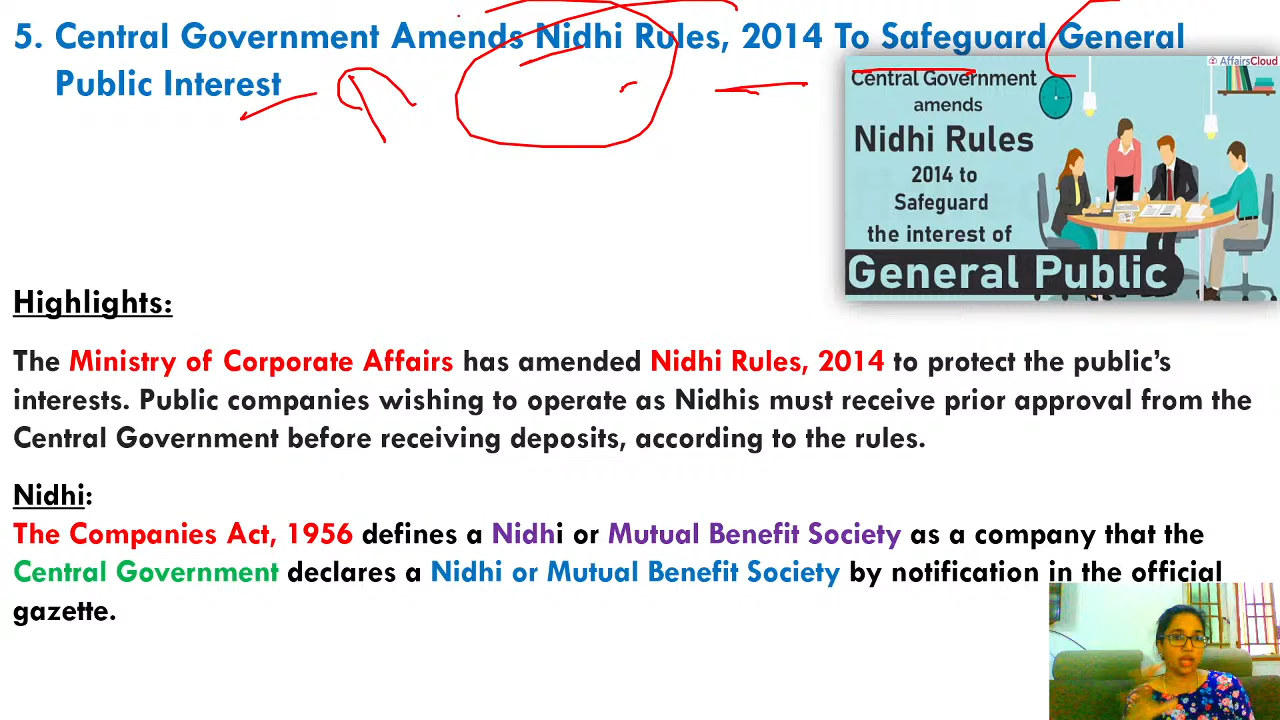 5. Central Government Amends Nidhi Rules, 2014 To Safeguard General
Public Interest
AffairsCloud
Central Government
amends
Nidhi Rules
2014 to
Safeguard
the interest of
General Public
Highlights:
The Ministry of Corporate Affairs has amended Nidhi Rules, 2014 to protect the public’s
interests. Public companies wishing to operate as Nidhis must receive prior approval from the
Central Government before receiving deposits, according to the rules.
Nidhi:
The Companies Act, 1956 defines a Nidhi or Mutual Benefit Society as a company that the
Central Government declares a Nidhi or Mutual Benefit Society by notification in the official
gazette.